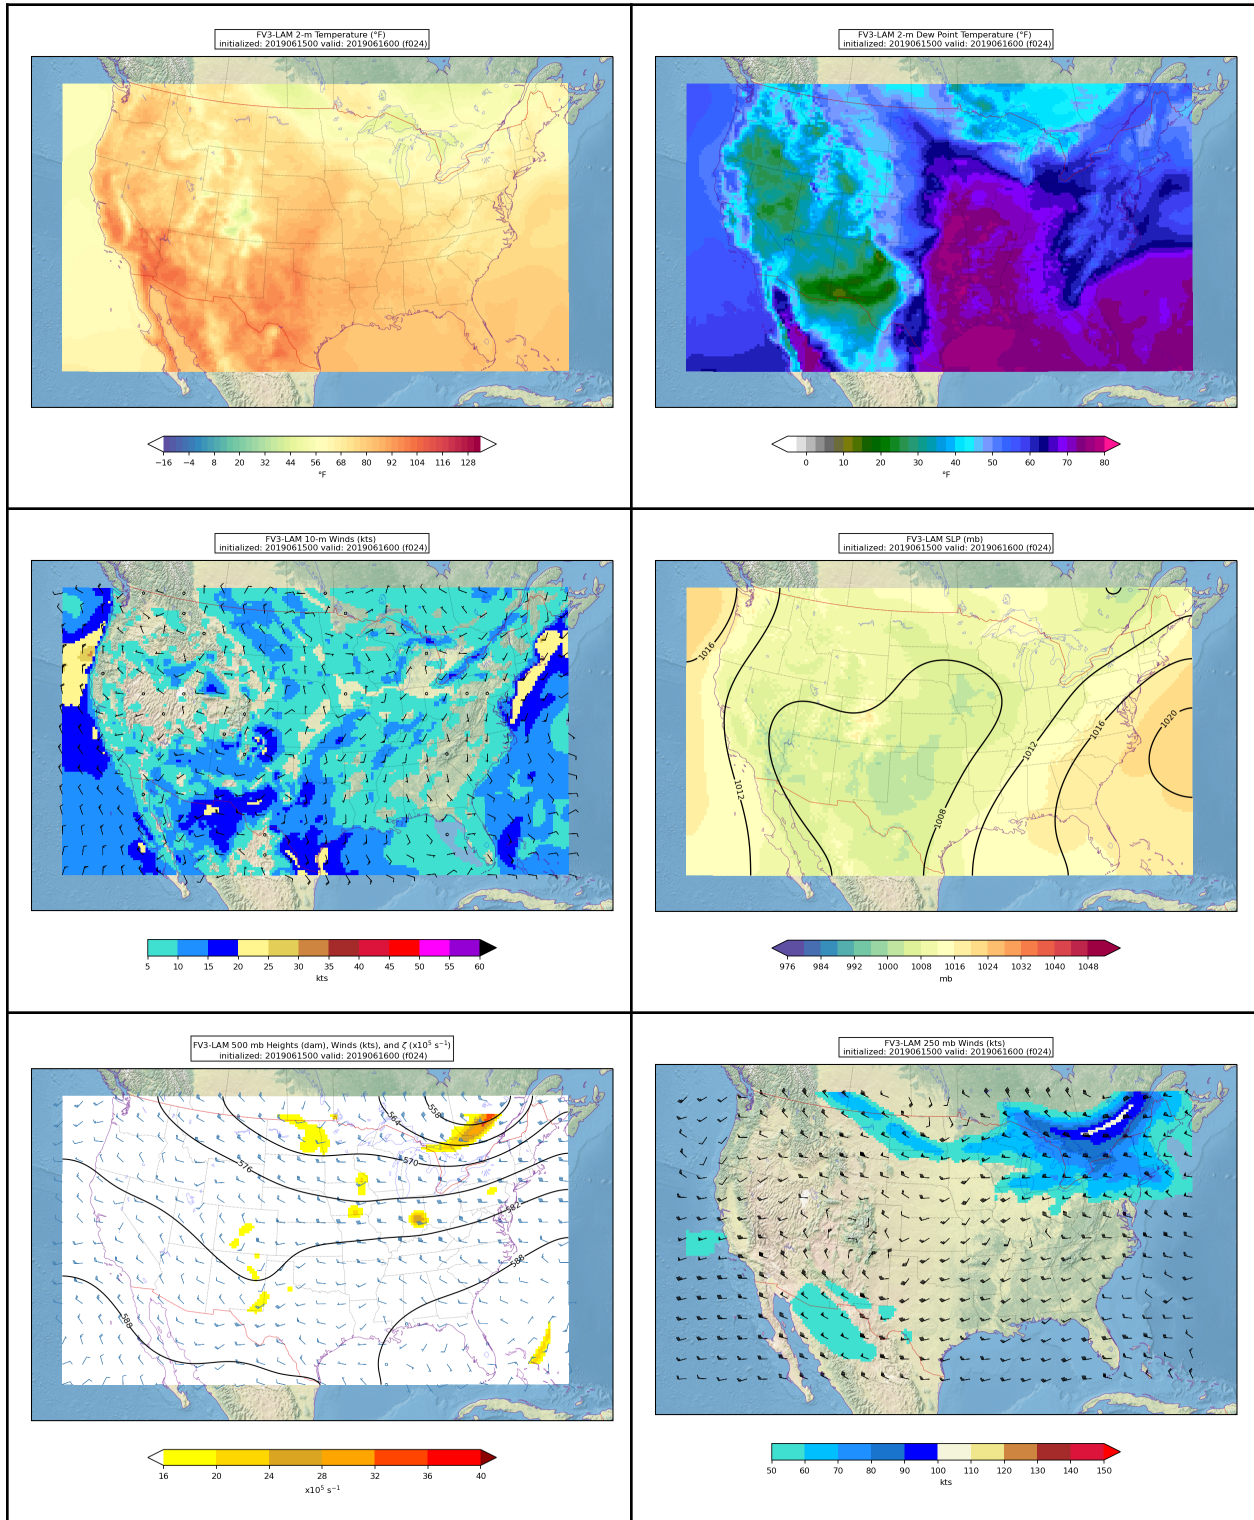 FV3-LAM 2-m Temperature (°F)
initialized: 2019061500 valid: 2019061600 (f024)
−16 −4 8 20 32 44 56 68 80 92 104 116 128
°F
FV3-LAM 2-m Dew Point Temperature (°F)
initialized: 2019061500 valid: 2019061600 (f024)
0 10 20 30 40 50 60 70 80
°F
FV3-LAM 10-m Winds (kts)
initialized: 2019061500 valid: 2019061600 (f024)
5 10 15 20 25 30 35 40 45 50 55 60
kts
FV3-LAM SLP (mb)
initialized: 2019061500 valid: 2019061600 (f024)
1016
1020
1016
1012
1012
1008
976 984 992 1000 1008 1016 1024 1032 1040 1048
mb
FV3-LAM 500 mb Heights (dam), Winds (kts), and ζ (x10⁵ s⁻¹)
initialized: 2019061500 valid: 2019061600 (f024)
558
564
570
576
582
588
588
16 20 24 28 32 36 40
x10⁵ s⁻¹
FV3-LAM 250 mb Winds (kts)
initialized: 2019061500 valid: 2019061600 (f024)
50 60 70 80 90 100 110 120 130 140 150
kts